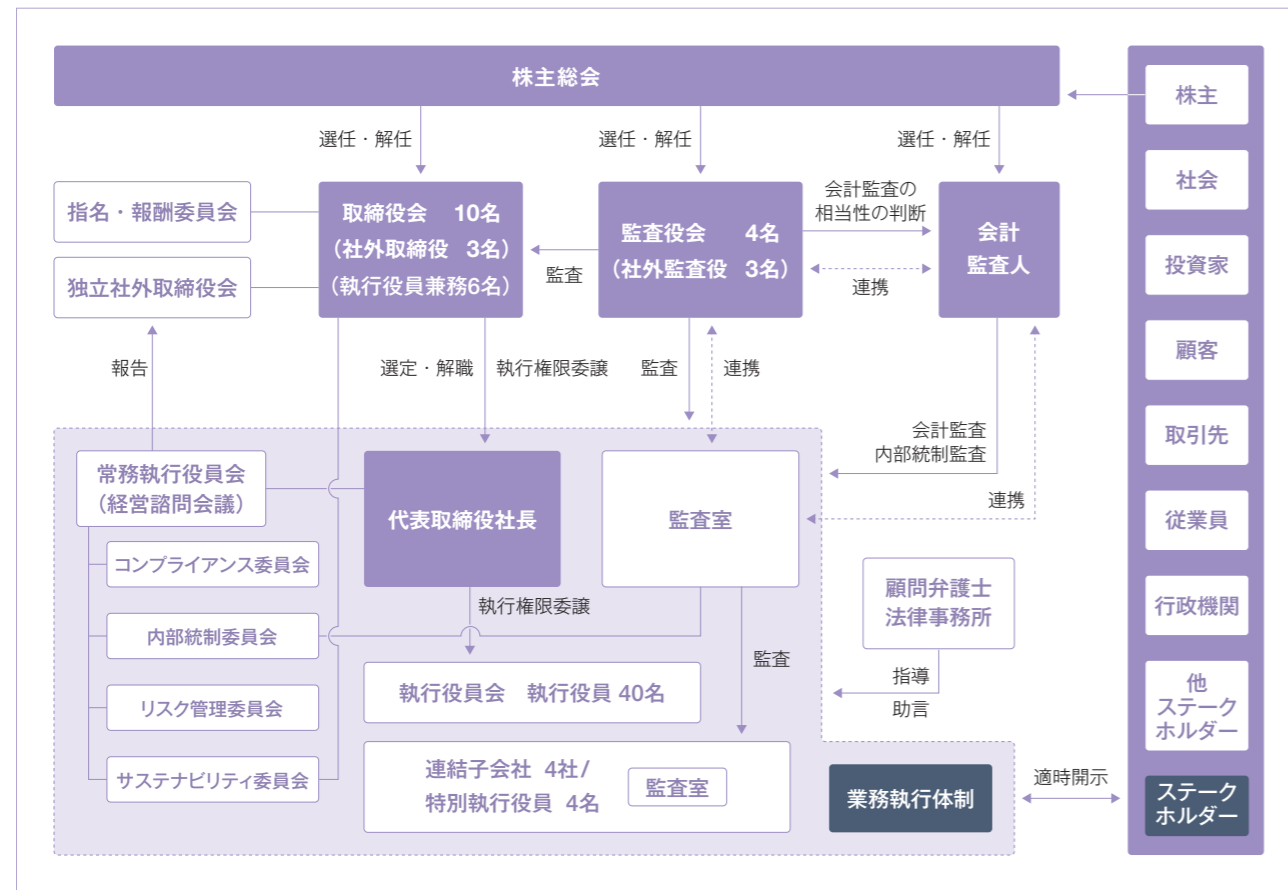 株主総会
選任・解任
選任・解任
選任・解任
指名・報酬委員会
独立社外取締役会
取締役会 10名
（社外取締役 3名）
（執行役員兼務6名）
監査
監査役会 4名
（社外監査役 3名）
会計監査の
相当性の判断
連携
会計
監査人
報告
選定・解職
執行権限委譲
監査
連携
会計監査
内部統制監査
連携
常務執行役員会
（経営諮問会議）
コンプライアンス委員会
内部統制委員会
リスク管理委員会
サステナビリティ委員会
代表取締役社長
執行権限委譲
監査室
監査
執行役員会 執行役員 40名
連結子会社 4社/
特別執行役員 4名
監査室
顧問弁護士
法律事務所
指導
助言
業務執行体制
適時開示
株主
社会
投資家
顧客
取引先
従業員
行政機関
他
ステーク
ホルダー
ステーク
ホルダー